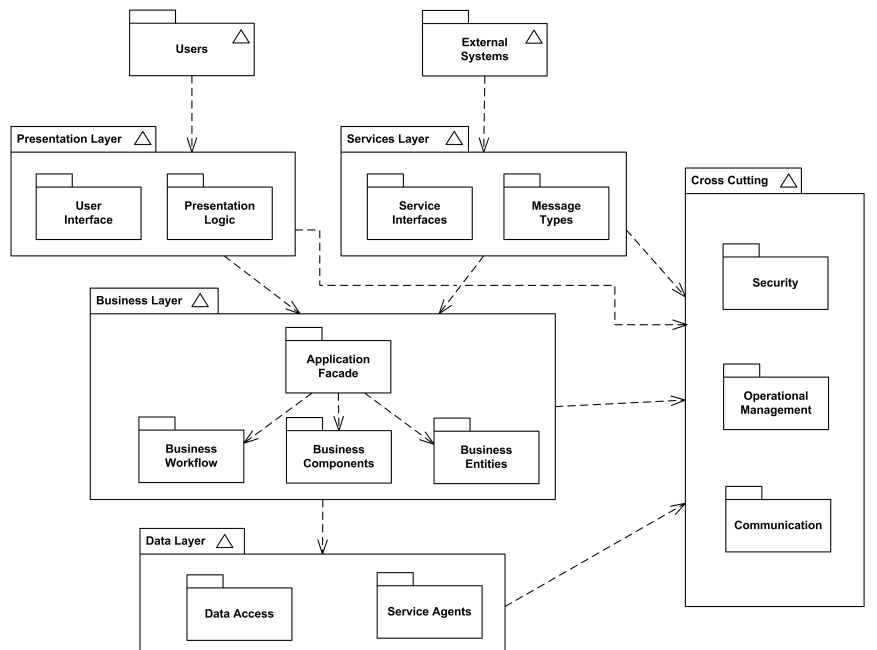 Users
External
Systems
Presentation Layer
Services Layer
User
Interface
Presentation
Logic
Service
Interfaces
Message
Types
Cross Cutting
Security
Operational
Management
Communication
Business Layer
Application
Facade
Business
Workflow
Business
Components
Business
Entities
Data Layer
Data Access
Service Agents